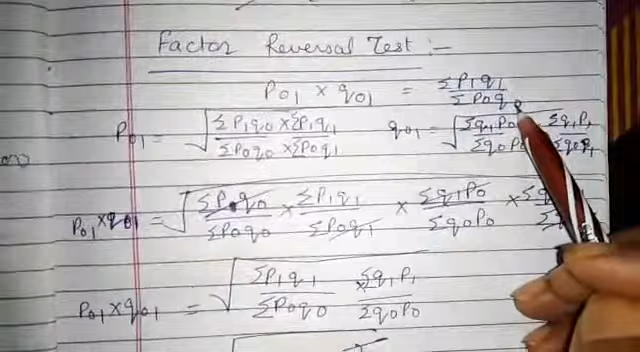 Factor Reversal Test :-
P01 × q01 = ΣP1q1 / ΣP0q0
P01 = √ ΣP1q0 × ΣP1q1 / ΣP0q0 × ΣP0q1 q01 = √ Σq1P0 Σq1P1 / Σq0P0 Σq0P1
P01 × q01 = √ ΣP1q0 / ΣP0q0 × ΣP1q1 / ΣP0q1 × Σq1P0 / Σq0P0 ×
P01 × q01 = √ ΣP1q1 / ΣP0q0 × Σq1P1 / Σq0P0